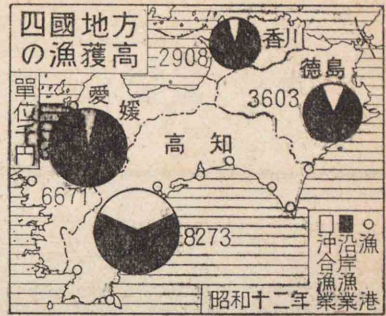 四國地方
の漁獲高
單位千円
香川
2908
徳島
3603
愛媛
6671
高知
8273
○漁港
沿岸漁業
沖合漁業
昭和十二年